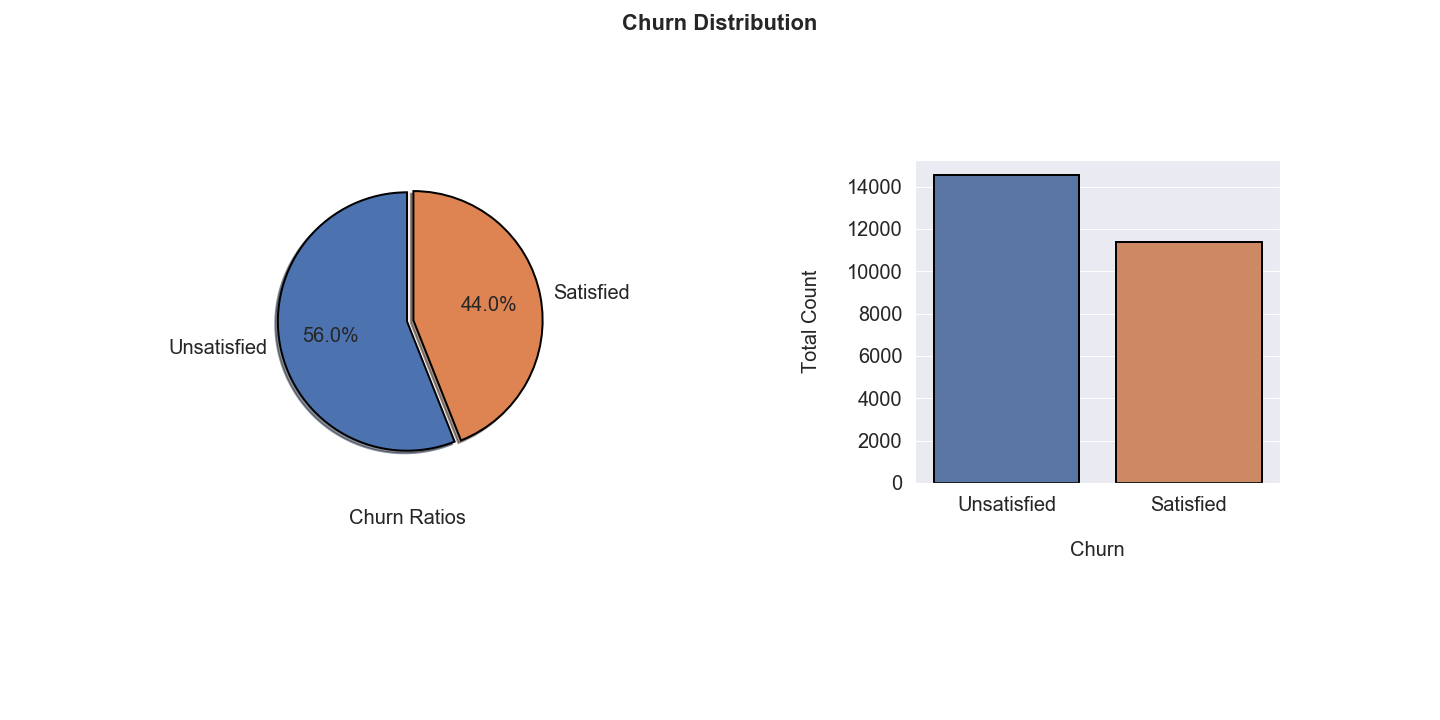 Churn Distribution
Satisfied
44.0%
56.0%
Unsatisfied
Churn Ratios
Total Count
14000
12000
10000
8000
6000
4000
2000
0
Unsatisfied
Satisfied
Churn